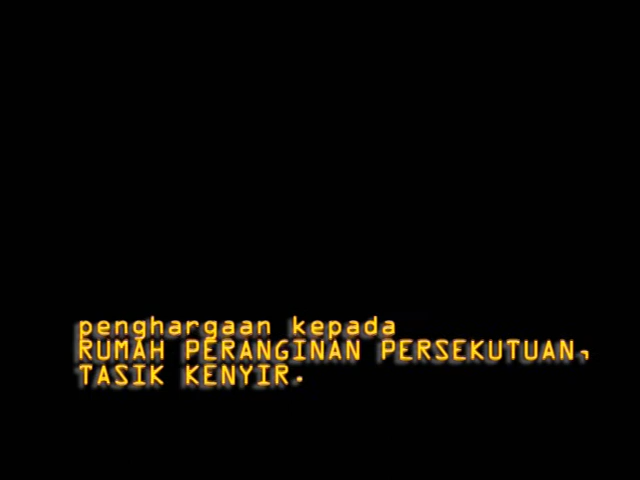 penghargaan kepada
RUMAH PERANGINAN PERSEKUTUAN,
TASIK KENYIR.